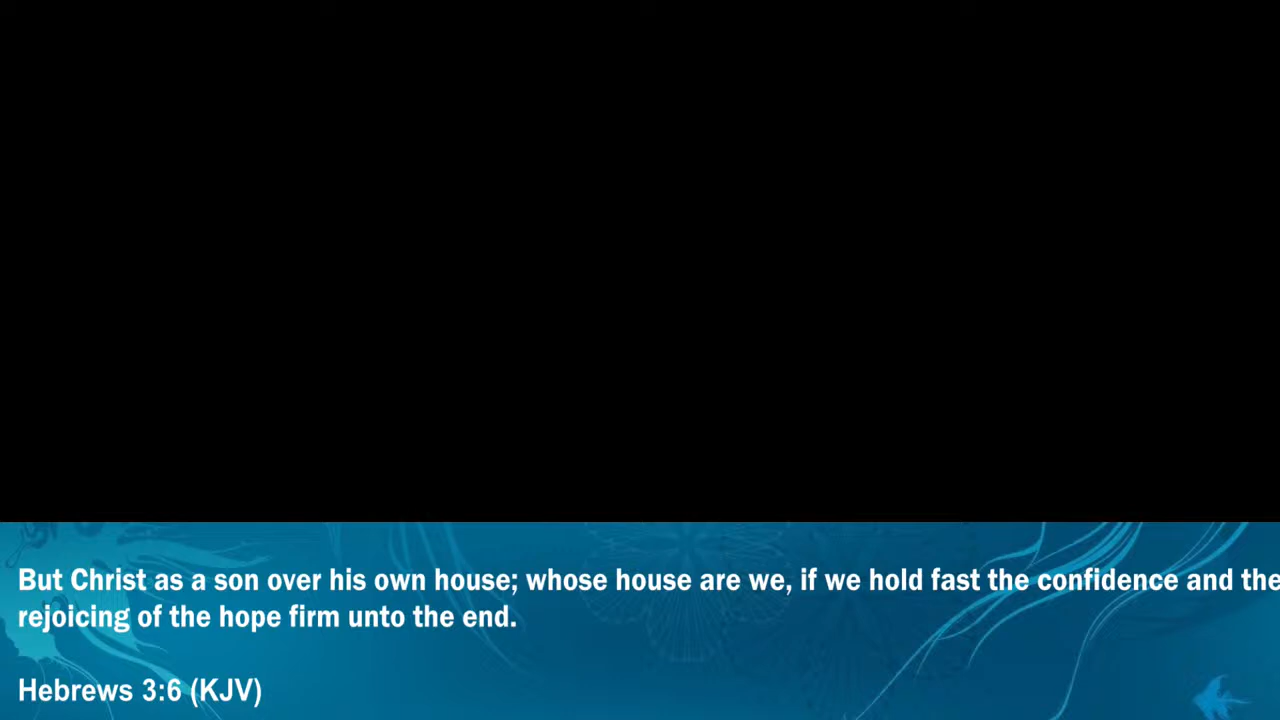 But Christ as a son over his own house; whose house are we, if we hold fast the confidence and the
rejoicing of the hope firm unto the end.
Hebrews 3:6 (KJV)